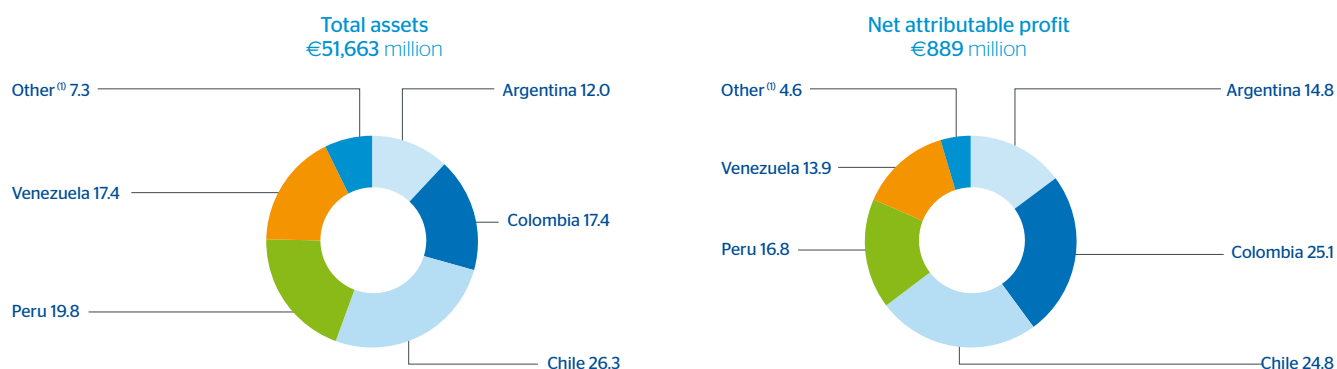 Total assets
€51,663 million
Other (1) 7.3
Argentina 12.0
Venezuela 17.4
Colombia 17.4
Peru 19.8
Chile 26.3
Net attributable profit
€889 million
Other (1) 4.6
Argentina 14.8
Venezuela 13.9
Peru 16.8
Colombia 25.1
Chile 24.8